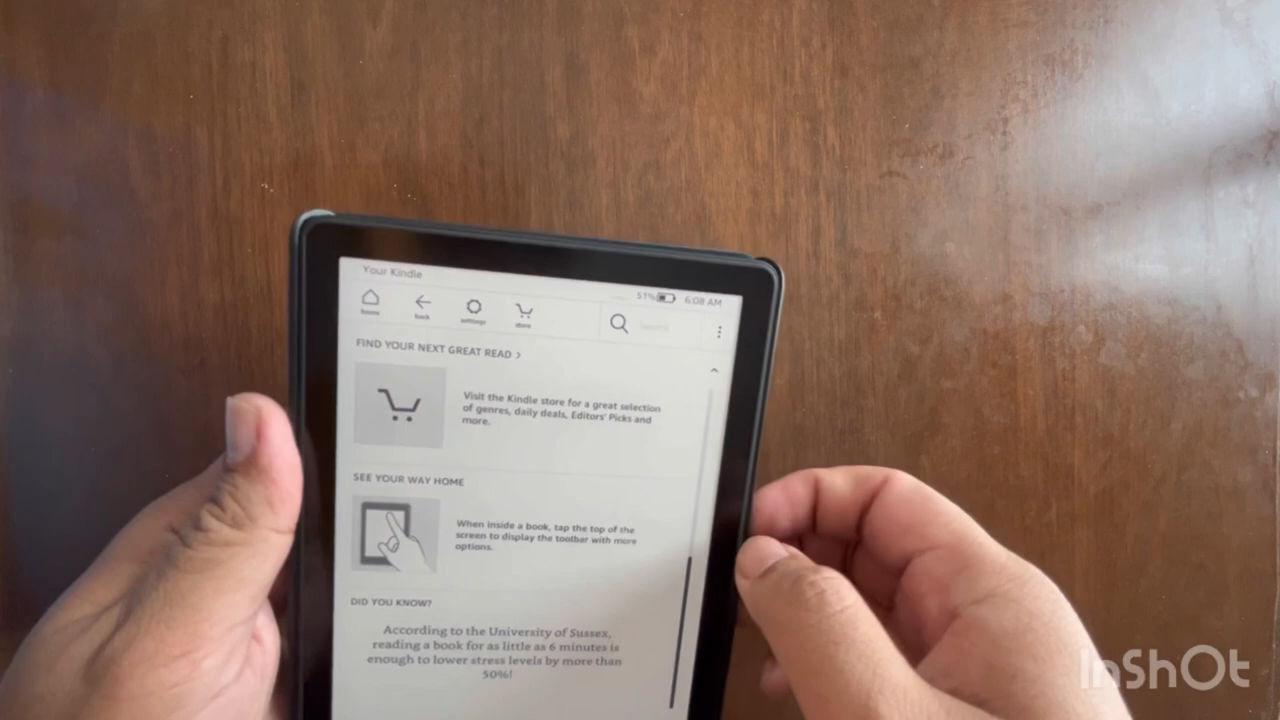 Your Kindle
51% 6:08 AM
home back settings store
FIND YOUR NEXT GREAT READ >
Visit the Kindle store for a great selection
of genres, daily deals, Editors' Picks and
more.
SEE YOUR WAY HOME
When inside a book, tap the top of the
screen to display the toolbar with more
options.
DID YOU KNOW?
According to the University of Sussex,
reading a book for as little as 6 minutes is
enough to lower stress levels by more than
50%!
InShOt